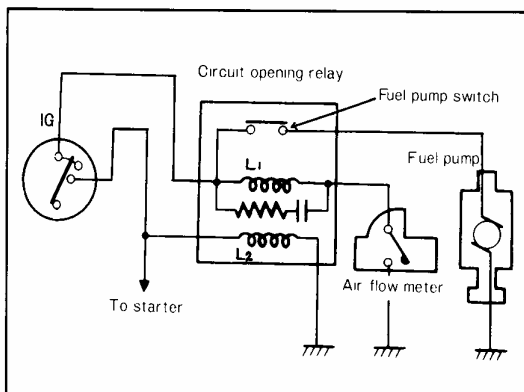 Circuit opening relay
IG
Fuel pump switch
Fuel pump
L1
L2
To starter
Air flow meter